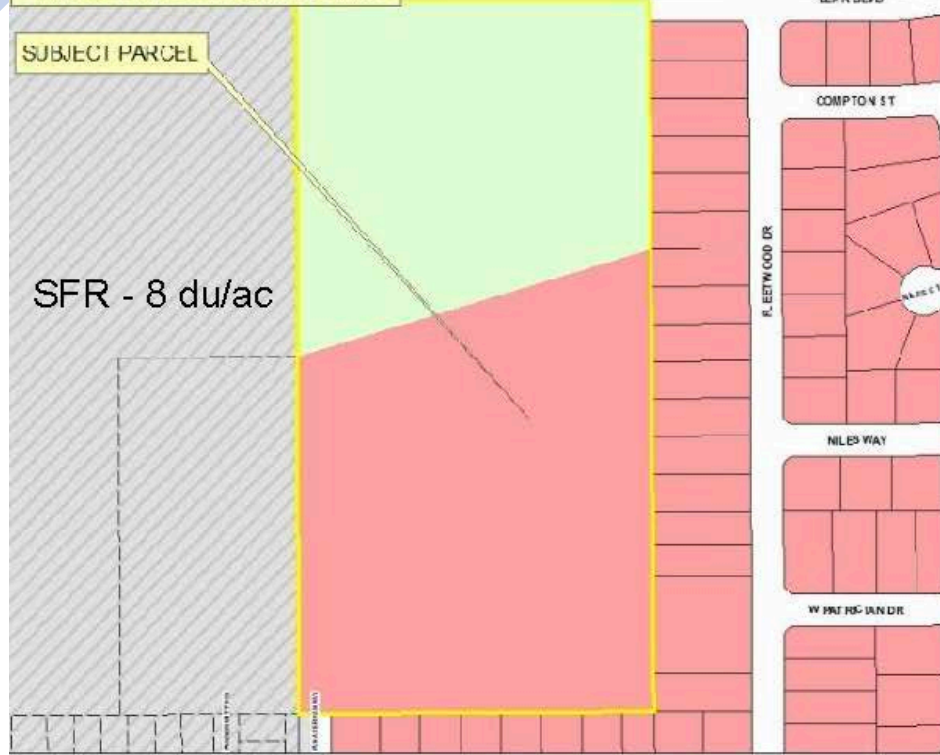 SUBJECT PARCEL
COMPTON ST
FLEETWOOD DR
SFR - 8 du/ac
NILES WAY
W PATRICIAN DR